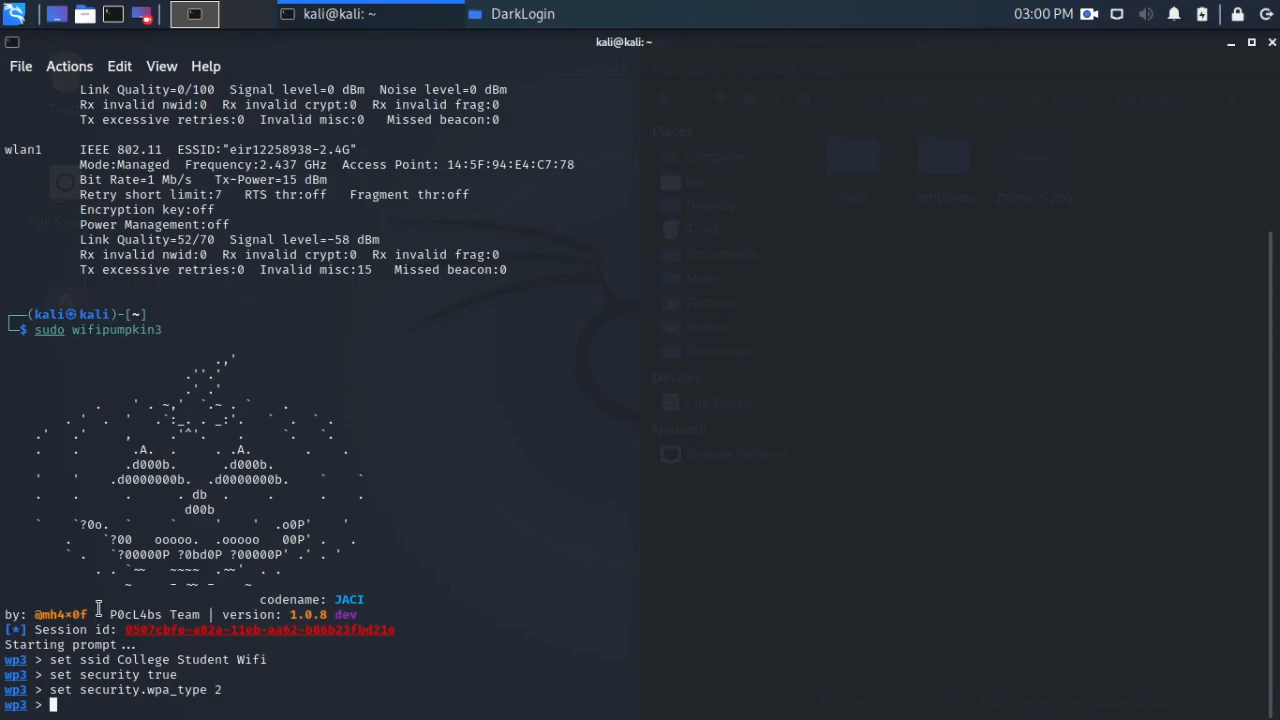 kali@kali: ~
DarkLogin
03:00 PM
kali@kali: ~
File Actions Edit View Help
Link Quality=0/100 Signal level=0 dBm Noise level=0 dBm
Rx invalid nwid:0 Rx invalid crypt:0 Rx invalid frag:0
Tx excessive retries:0 Invalid misc:0 Missed beacon:0
wlan1 IEEE 802.11 ESSID:"eir12258938-2.4G"
Mode:Managed Frequency:2.437 GHz Access Point: 14:5F:94:E4:C7:78
Bit Rate=1 Mb/s Tx-Power=15 dBm
Retry short limit:7 RTS thr:off Fragment thr:off
Encryption key:off
Power Management:off
Link Quality=52/70 Signal level=-58 dBm
Rx invalid nwid:0 Rx invalid crypt:0 Rx invalid frag:0
Tx excessive retries:0 Invalid misc:15 Missed beacon:0
┌──(kali㉿kali)-[~]
└─$ sudo wifipumpkin3
codename: JACI
by: @mh4x0f P0cL4bs Team | version: 1.0.8 dev
[*] Session id: 0507cbfe-a82a-11eb-aa62-b86b23fbd21e
Starting prompt...
wp3 > set ssid College Student Wifi
wp3 > set security true
wp3 > set security.wpa_type 2
wp3 >
Places
Computer
kali
Desktop
Trash
Documents
Music
Pictures
Videos
Downloads
Devices
File System
Network
Browse Network
static
templates
preview.png